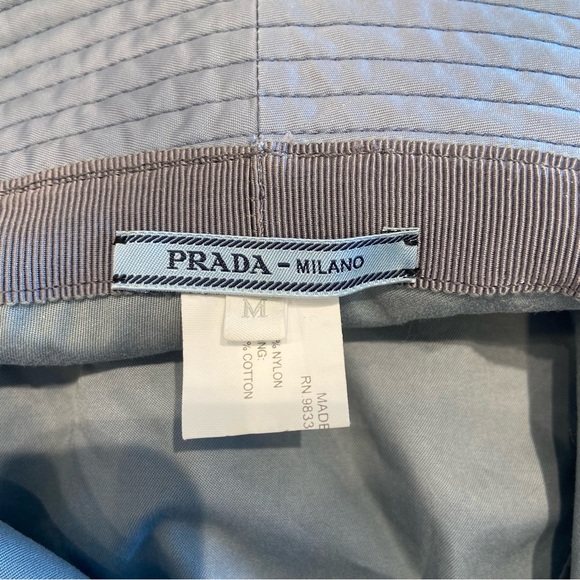 PRADA - MILANO
M
% NYLON
NG:
% COTTON
MADE
RN 9833